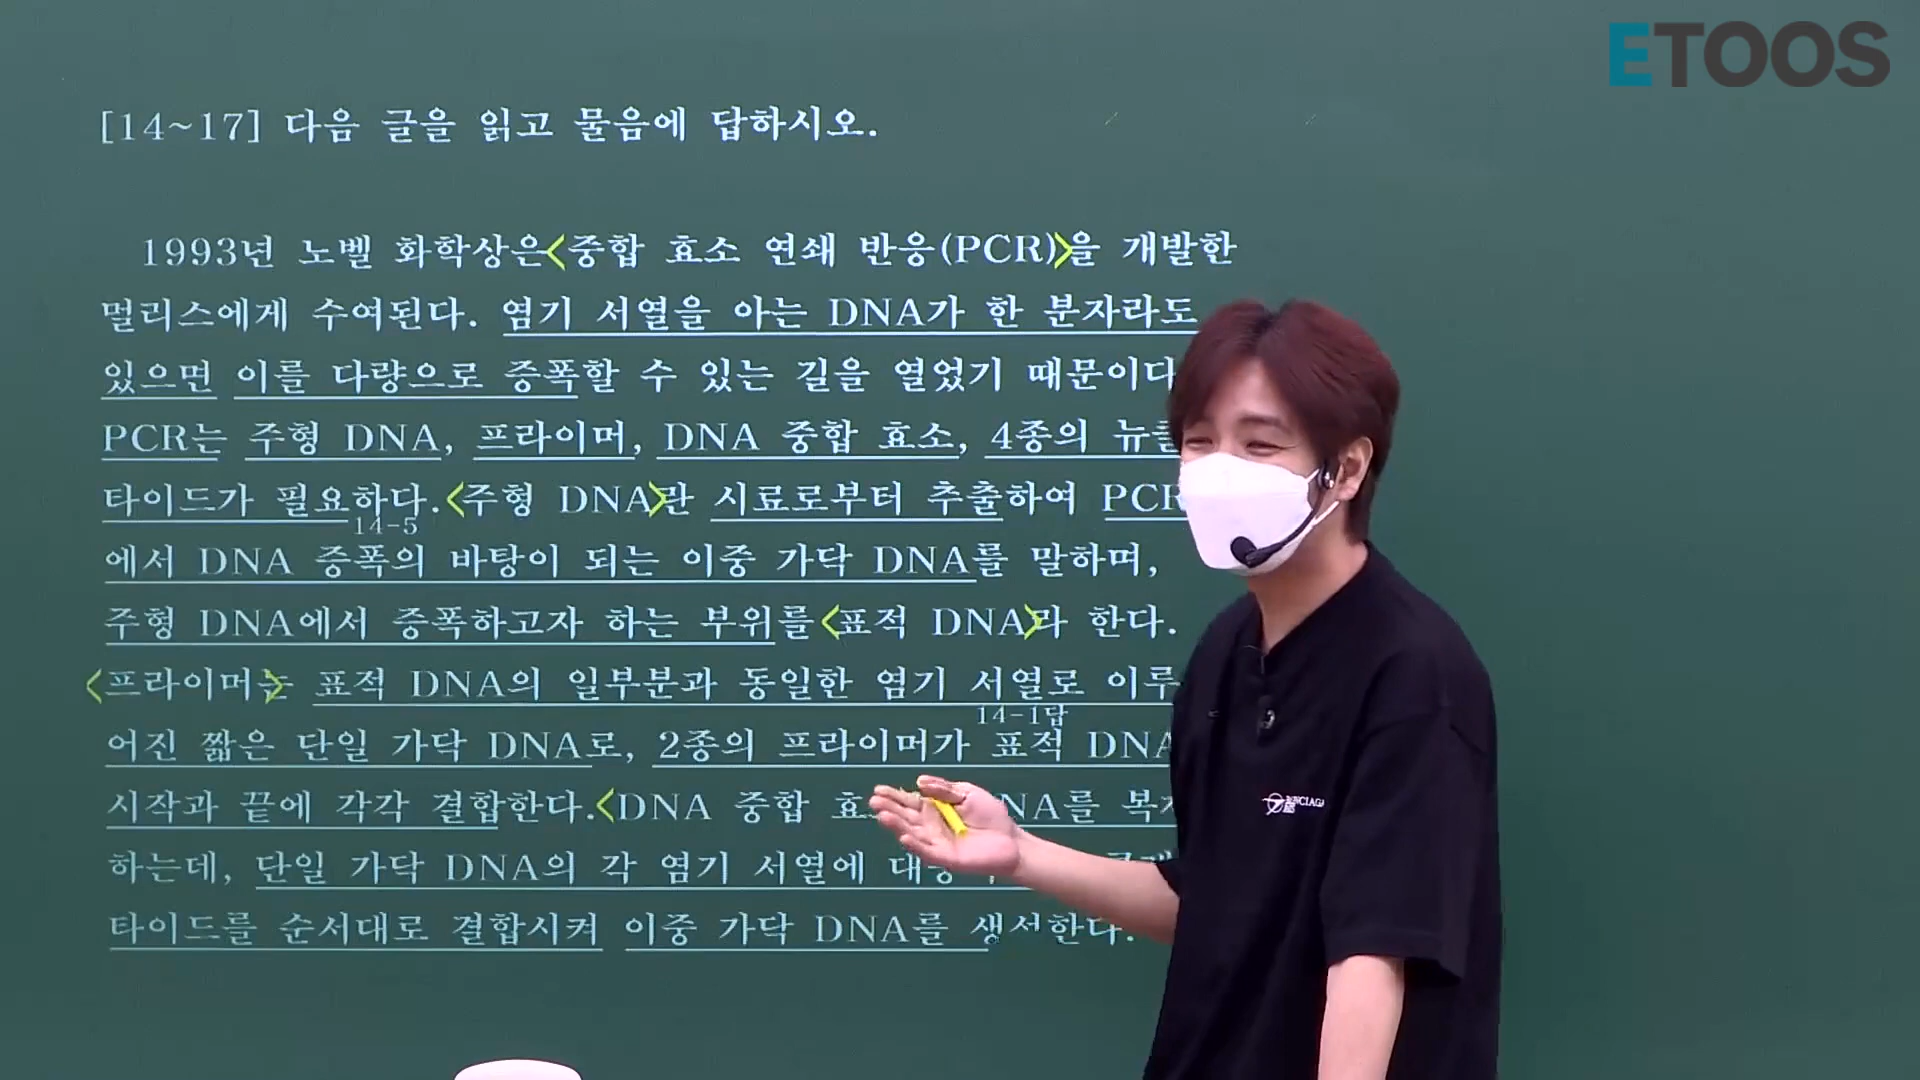 ETOOS
[14~17] 다음 글을 읽고 물음에 답하시오.
1993년 노벨 화학상은<중합 효소 연쇄 반응(PCR)>을 개발한
멀리스에게 수여된다. 염기 서열을 아는 DNA가 한 분자라도
있으면 이를 다량으로 증폭할 수 있는 길을 열었기 때문이다
PCR는 주형 DNA, 프라이머, DNA 중합 효소, 4종의
타이드가 필요하다.<주형 DNA>란 시료로부터 추출하여 PCR
14-5
에서 DNA 증폭의 바탕이 되는 이중 가닥 DNA를 말하며,
주형 DNA에서 증폭하고자 하는 부위를 <표적 DNA>라 한다.
<프라이머>는 표적 DNA의 일부분과 동일한 염기 서열로 이루
14-1답
어진 짧은 단일 가닥 DNA로, 2종의 프라이머가 표적 DNA
시작과 끝에 각각 결합한다.<DNA 중합
하는데, 단일 가닥 DNA의 각 염기 서열에
타이드를 순서대로 결합시켜 이중 가닥 DNA를 생성한다.